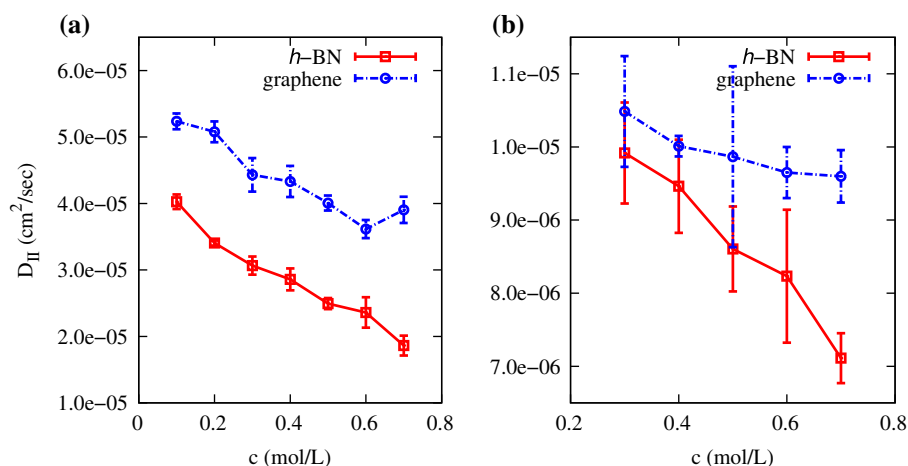 (a)
h–BN
graphene
6.0e−05
5.0e−05
4.0e−05
3.0e−05
2.0e−05
1.0e−05
D_II (cm²/sec)
0 0.2 0.4 0.6 0.8
c (mol/L)
(b)
h–BN
graphene
1.1e−05
1.0e−05
9.0e−06
8.0e−06
7.0e−06
0.2 0.4 0.6 0.8
c (mol/L)